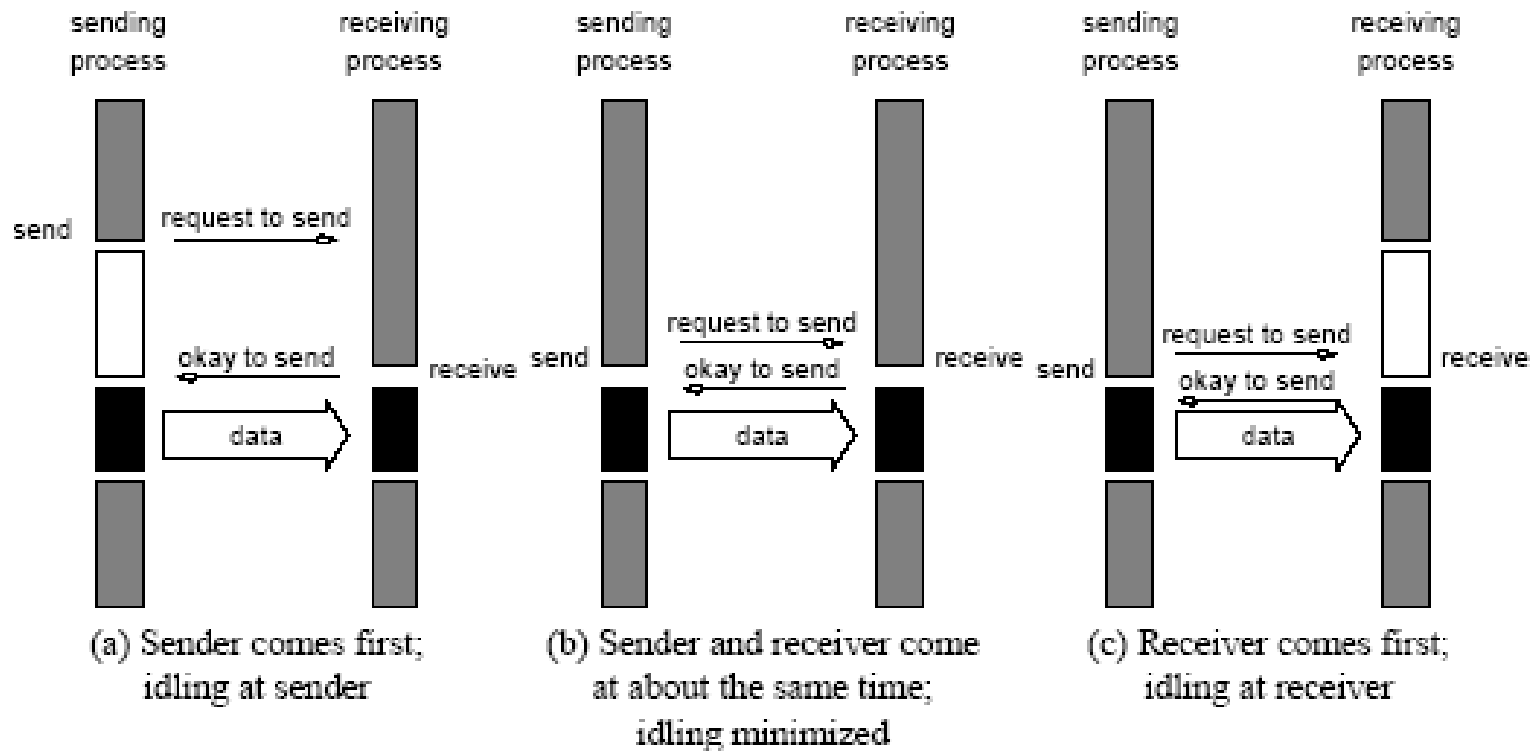 sending
process
receiving
process
send
request to send
okay to send
receive
data
(a) Sender comes first;
idling at sender
sending
process
receiving
process
request to send
send
okay to send
receive
data
(b) Sender and receiver come
at about the same time;
idling minimized
sending
process
receiving
process
request to send
send
okay to send
receive
data
(c) Receiver comes first;
idling at receiver